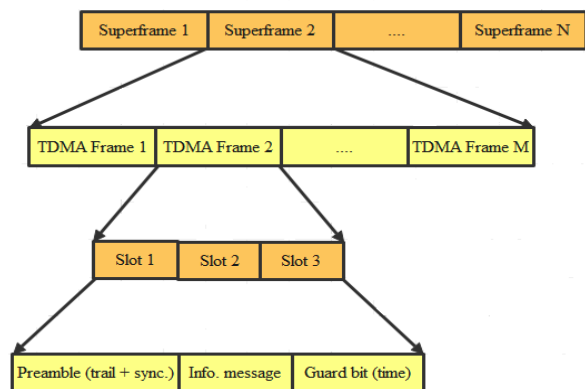 Superframe 1 Superframe 2 .... Superframe N
TDMA Frame 1 TDMA Frame 2 .... TDMA Frame M
Slot 1 Slot 2 Slot 3
Preamble (trail + sync.) Info. message Guard bit (time)